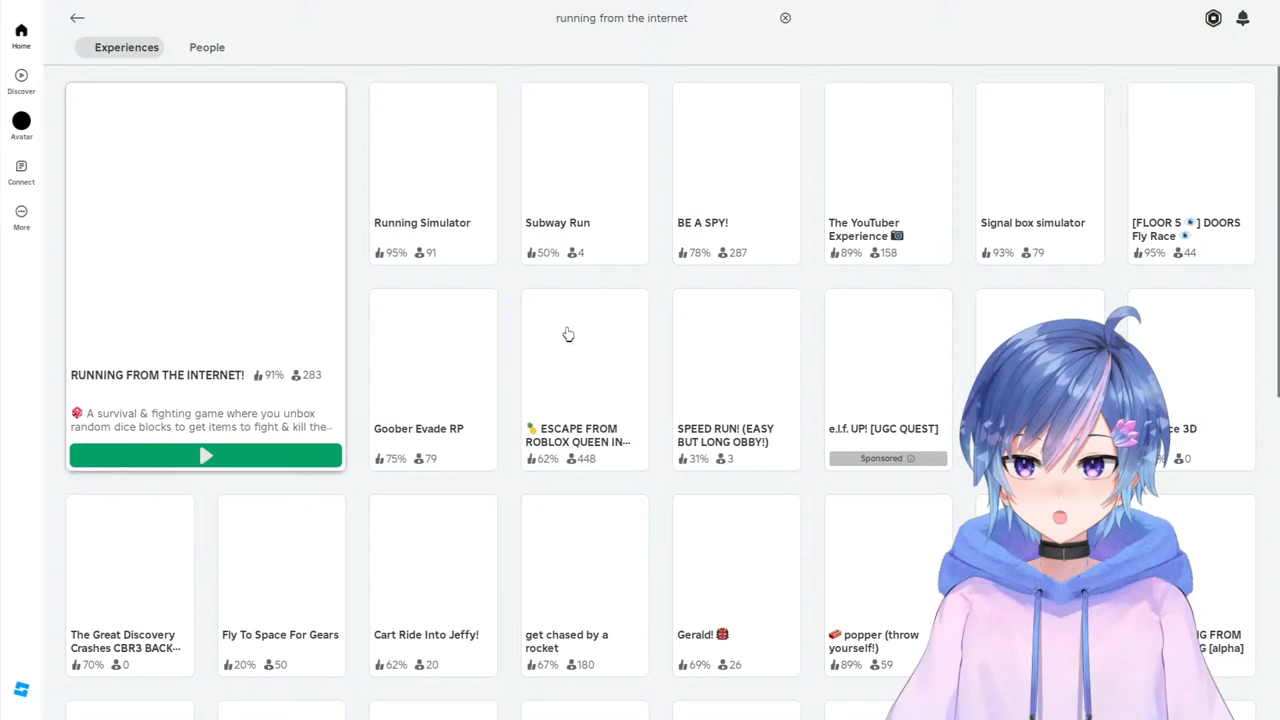 running from the internet
Home
Discover
Avatar
Connect
More
Experiences
People
RUNNING FROM THE INTERNET!
91%
283
🎲 A survival & fighting game where you unbox
random dice blocks to get items to fight & kill the...
Running Simulator
95% 91
Subway Run
50% 4
BE A SPY!
78% 287
The YouTuber
Experience 📷
89% 158
Signal box simulator
93% 79
[FLOOR 5 👁️] DOORS
Fly Race 👁️
95% 44
Goober Evade RP
75% 79
🍍 ESCAPE FROM
ROBLOX QUEEN IN...
62% 448
SPEED RUN! (EASY
BUT LONG OBBY!)
31% 3
e.l.f. UP! [UGC QUEST]
Sponsored
3D
0
The Great Discovery
Crashes CBR3 BACK...
70% 0
Fly To Space For Gears
20% 50
Cart Ride Into Jeffy!
62% 20
get chased by a
rocket
67% 180
Gerald! 👹
69% 26
🧨 popper (throw
yourself!)
89% 59
FROM
[alpha]